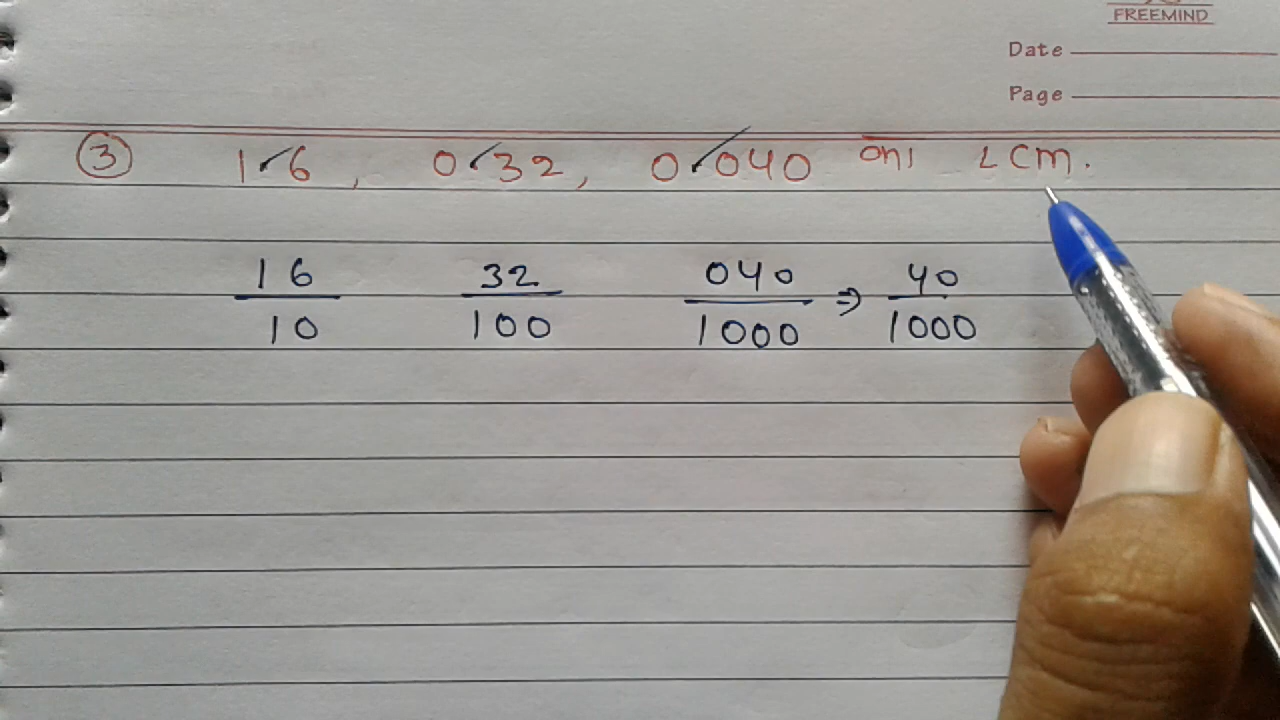 FREEMIND
Date
Page
③ 1.6, 0.32, 0.040 ના LCM.
16/10 32/100 040/1000 ⇒ 40/1000